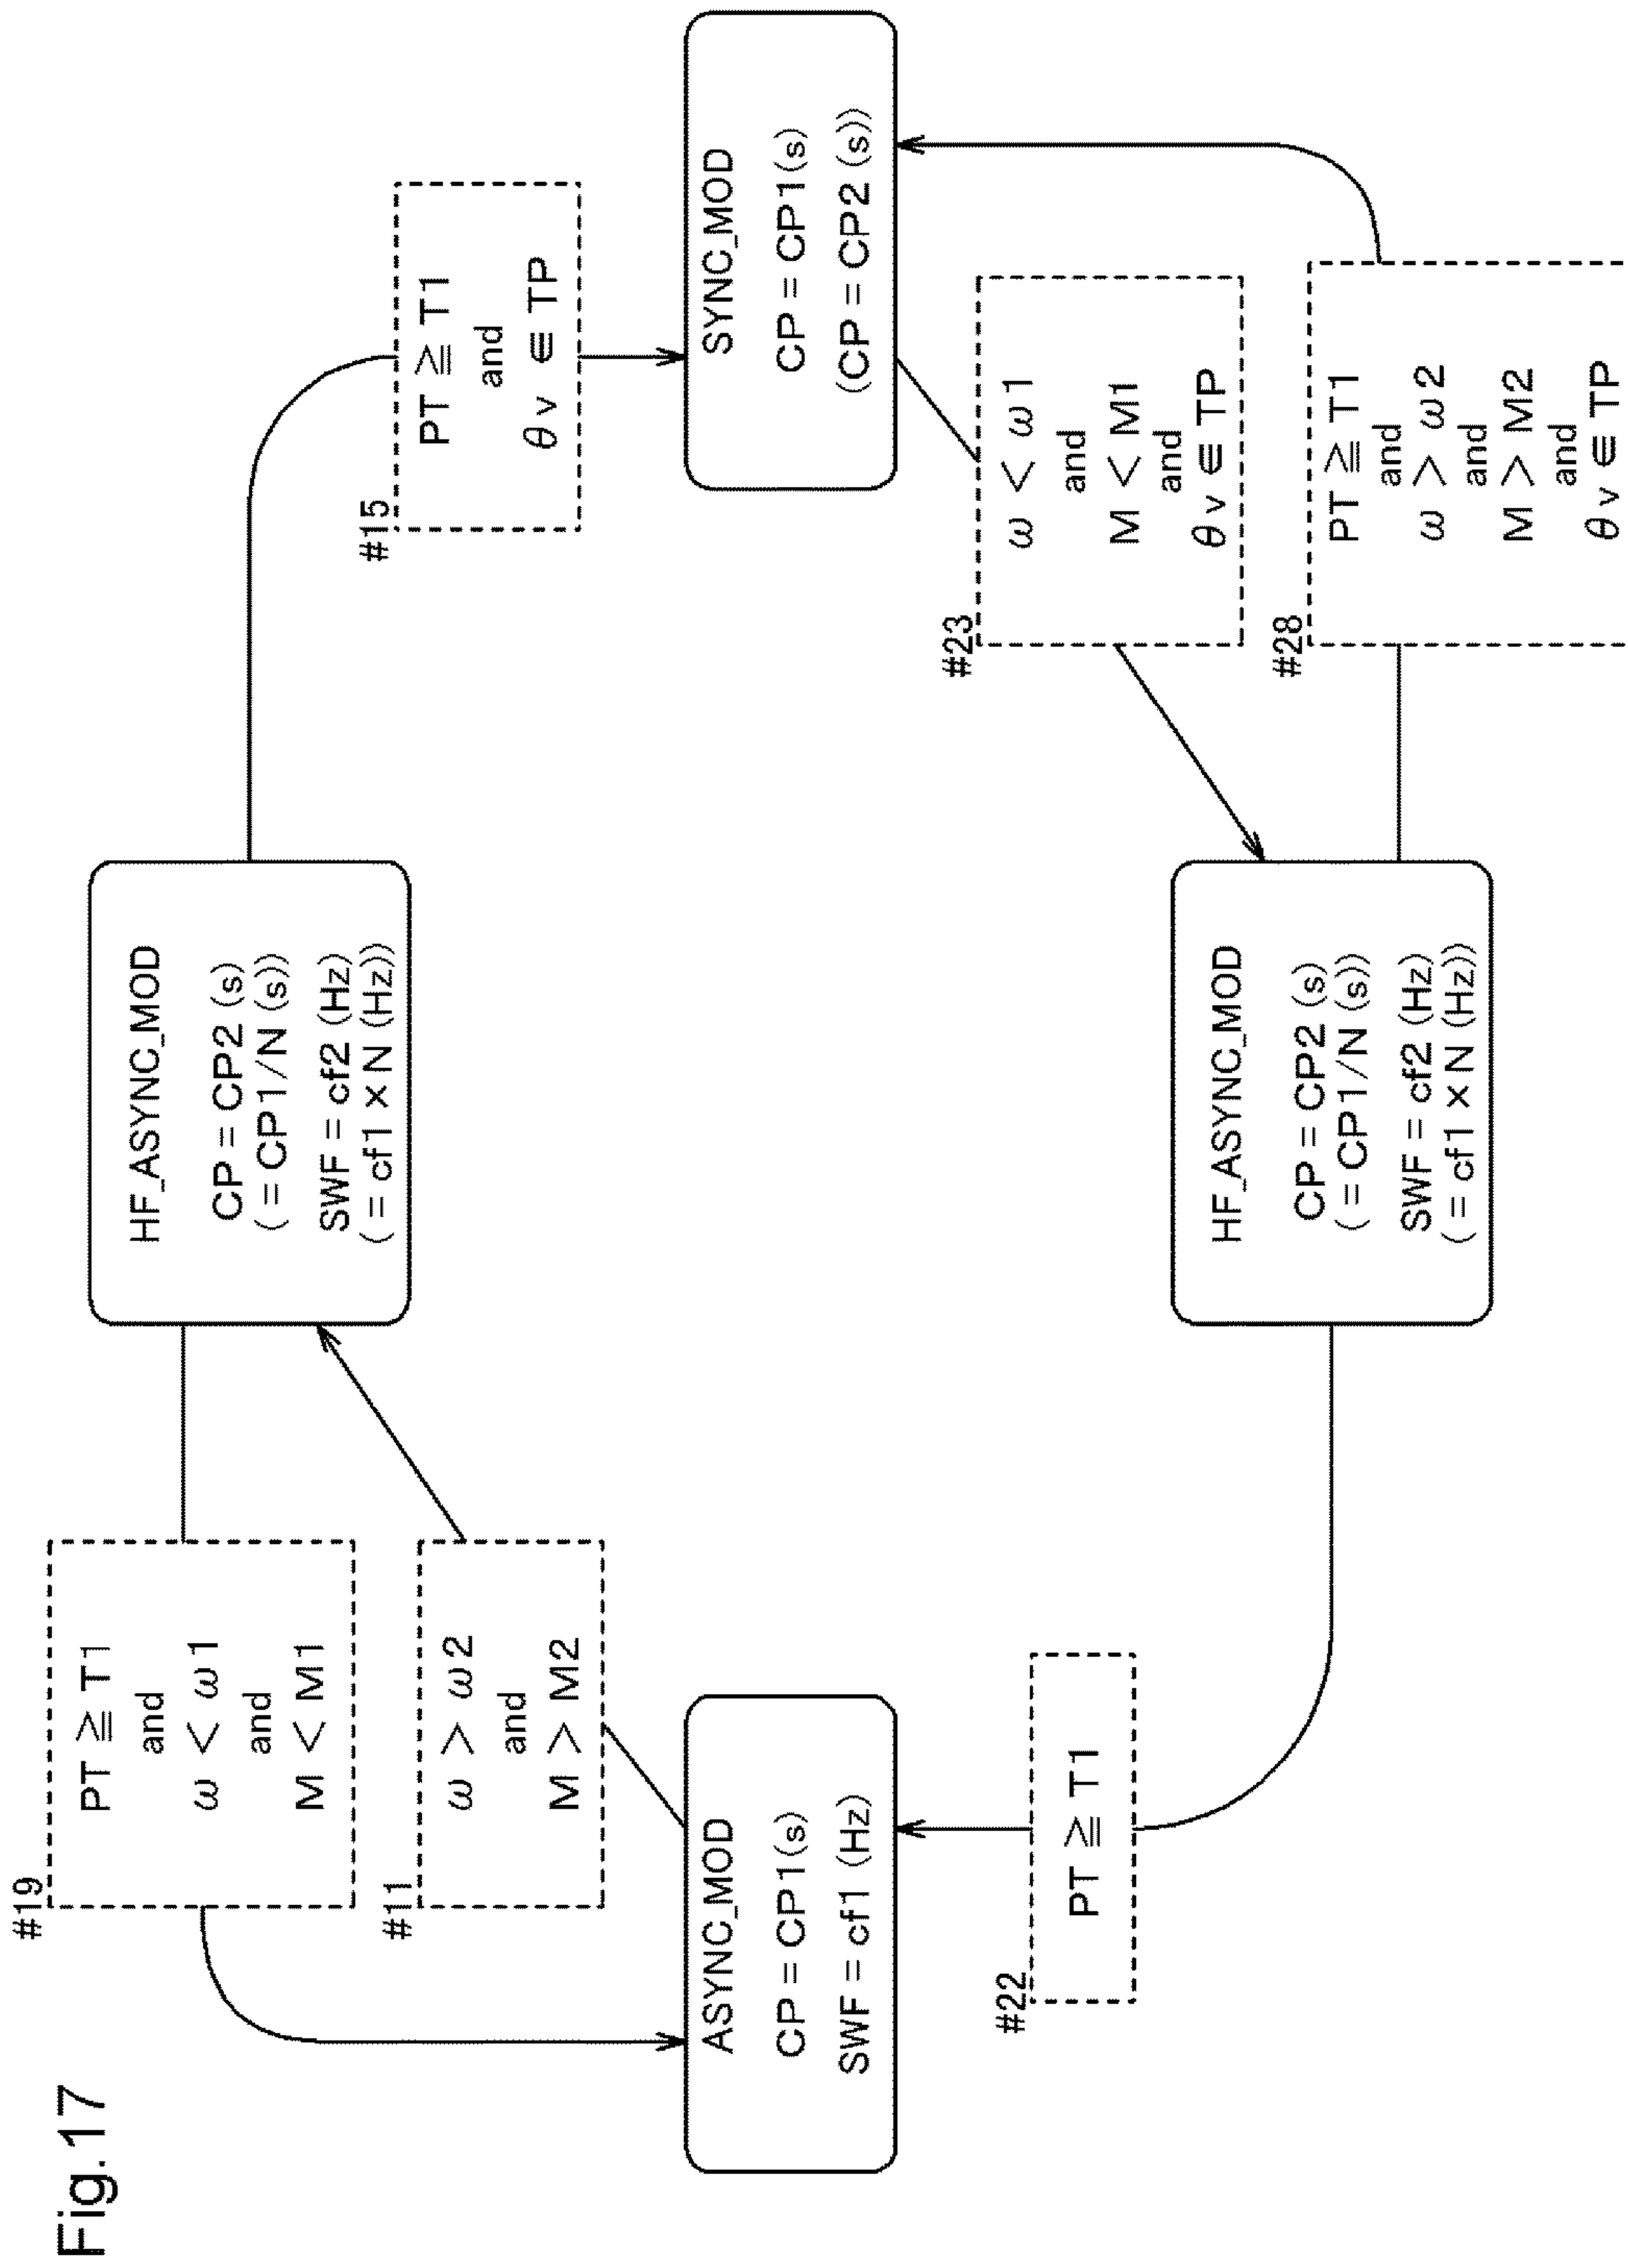 Fig.17
#19
PT ≧ T1
and
ω < ω1
and
M < M1
#11
ω > ω2
and
M > M2
HF_ASYNC_MOD
CP = CP2 (s)
( = CP1/N (s))
SWF = cf2 (Hz)
( = cf1 × N (Hz))
#15
PT ≧ T1
and
θv ∈ TP
ASYNC_MOD
CP = CP1(s)
SWF = cf1 (Hz)
SYNC_MOD
CP = CP1(s)
(CP = CP2 (s))
#22
PT ≧ T1
HF_ASYNC_MOD
CP = CP2 (s)
( = CP1/N (s))
SWF = cf2 (Hz)
( = cf1 × N (Hz))
#23
ω < ω1
and
M < M1
and
θv ∈ TP
#28
PT ≧ T1
and
ω > ω2
and
M > M2
and
θv ∈ TP